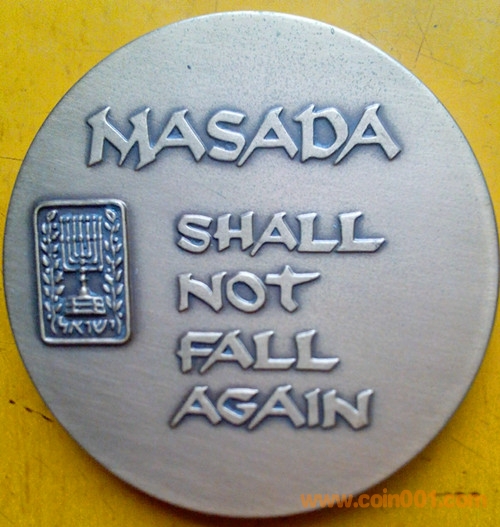 MASADA
SHALL
NOT
FALL
AGAIN
ישראל
www.coin001.com